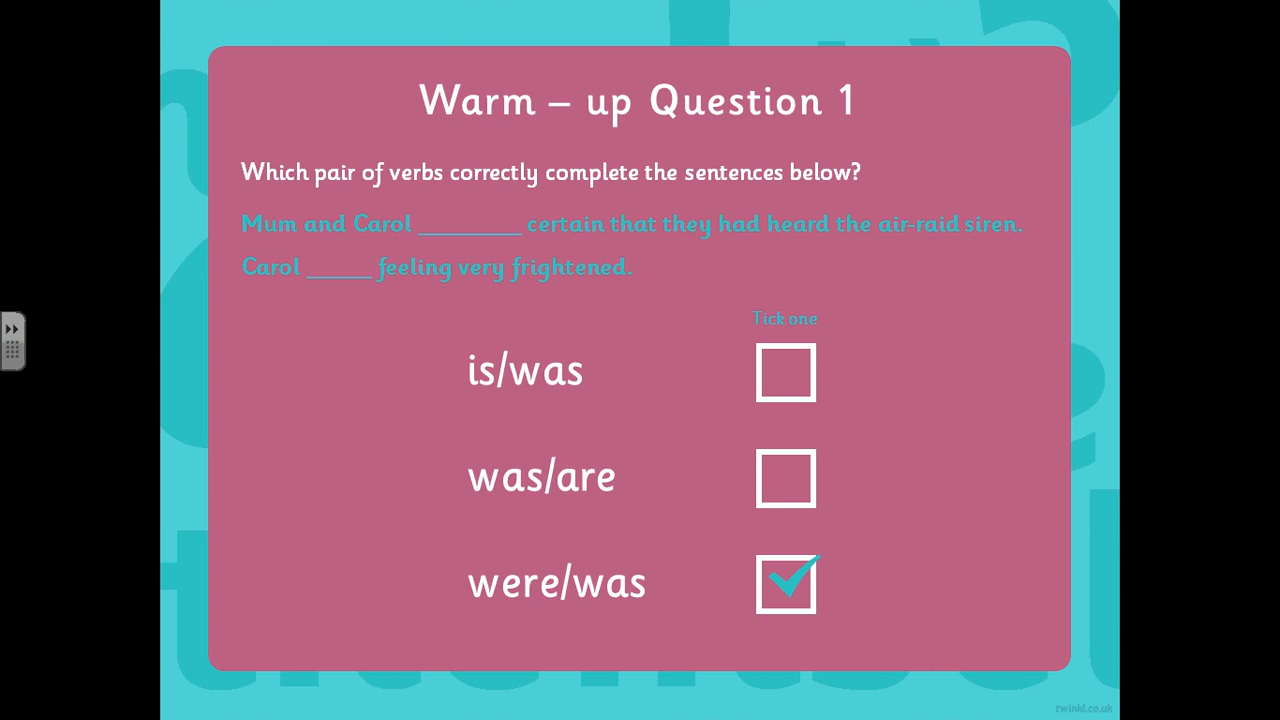 Warm – up Question 1
Which pair of verbs correctly complete the sentences below?
Mum and Carol ________ certain that they had heard the air-raid siren.
Carol _____ feeling very frightened.
Tick one
is/was
was/are
were/was
twinkl.co.uk